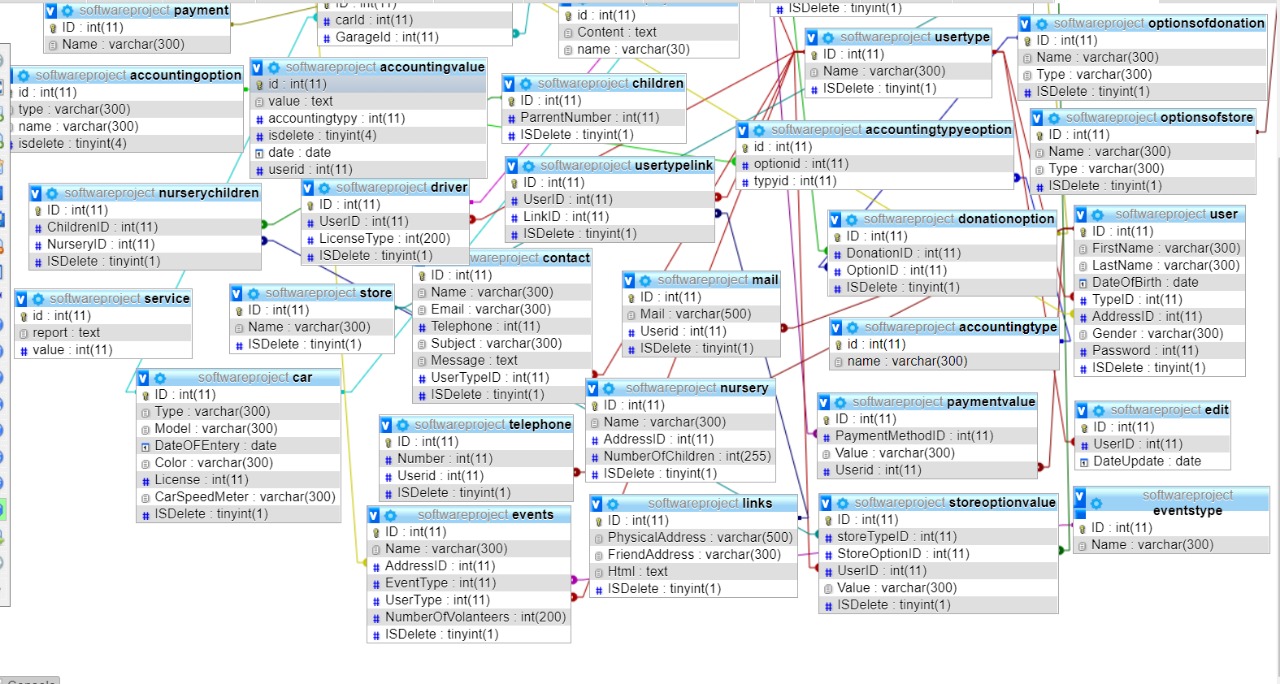 softwareproject payment
ID : int(11)
Name : varchar(300)
ID : int(11)
carId : int(11)
GarageId : int(11)
id : int(11)
Content : text
name : varchar(30)
ISDelete : tinyint(1)
softwareproject usertype
ID : int(11)
Name : varchar(300)
ISDelete : tinyint(1)
softwareproject optionsofdonation
ID : int(11)
Name : varchar(300)
Type : varchar(300)
ISDelete : tinyint(1)
softwareproject accountingoption
id : int(11)
type : varchar(300)
name : varchar(300)
isdelete : tinyint(4)
softwareproject accountingvalue
id : int(11)
value : text
accountingtypy : int(11)
isdelete : tinyint(4)
date : date
userid : int(11)
softwareproject children
ID : int(11)
ParentNumber : int(11)
ISDelete : tinyint(1)
softwareproject accountingtypyeoption
id : int(11)
optionid : int(11)
typyid : int(11)
softwareproject optionsofstore
ID : int(11)
Name : varchar(300)
Type : varchar(300)
ISDelete : tinyint(1)
softwareproject nurserychildren
ID : int(11)
ChildrenID : int(11)
NurseryID : int(11)
ISDelete : tinyint(1)
softwareproject driver
ID : int(11)
UserID : int(11)
LicenseType : int(200)
ISDelete : tinyint(1)
softwareproject usertypelink
ID : int(11)
UserID : int(11)
LinkID : int(11)
ISDelete : tinyint(1)
softwareproject donationoption
ID : int(11)
DonationID : int(11)
OptionID : int(11)
ISDelete : tinyint(1)
softwareproject user
ID : int(11)
FirstName : varchar(300)
LastName : varchar(300)
DateOfBirth : date
TypeID : int(11)
AddressID : int(11)
Gender : varchar(300)
Password : int(11)
ISDelete : tinyint(1)
softwareproject service
id : int(11)
report : text
value : int(11)
softwareproject store
ID : int(11)
Name : varchar(300)
ISDelete : tinyint(1)
wareproject contact
ID : int(11)
Name : varchar(300)
Email : varchar(300)
Telephone : int(11)
Subject : varchar(300)
Message : text
UserTypeID : int(11)
ISDelete : tinyint(1)
softwareproject mail
ID : int(11)
Mail : varchar(500)
Userid : int(11)
ISDelete : tinyint(1)
softwareproject accountingtype
id : int(11)
name : varchar(300)
softwareproject car
ID : int(11)
Type : varchar(300)
Model : varchar(300)
DateOFEntery : date
Color : varchar(300)
License : int(11)
CarSpeedMeter : varchar(300)
ISDelete : tinyint(1)
softwareproject telephone
ID : int(11)
Number : int(11)
Userid : int(11)
ISDelete : tinyint(1)
softwareproject nursery
ID : int(11)
Name : varchar(300)
AddressID : int(11)
NumberOfChildren : int(255)
ISDelete : tinyint(1)
softwareproject paymentvalue
ID : int(11)
PaymentMethodID : int(11)
Value : varchar(300)
Userid : int(11)
softwareproject edit
ID : int(11)
UserID : int(11)
DateUpdate : date
softwareproject events
ID : int(11)
Name : varchar(300)
AddressID : int(11)
EventType : int(11)
UserType : int(11)
NumberOfVolanteers : int(200)
ISDelete : tinyint(1)
softwareproject links
ID : int(11)
PhysicalAddress : varchar(500)
FriendAddress : varchar(300)
Html : text
ISDelete : tinyint(1)
softwareproject storeoptionvalue
ID : int(11)
storeTypeID : int(11)
StoreOptionID : int(11)
UserID : int(11)
Value : varchar(300)
ISDelete : tinyint(1)
softwareproject
eventstype
ID : int(11)
Name : varchar(300)
Console